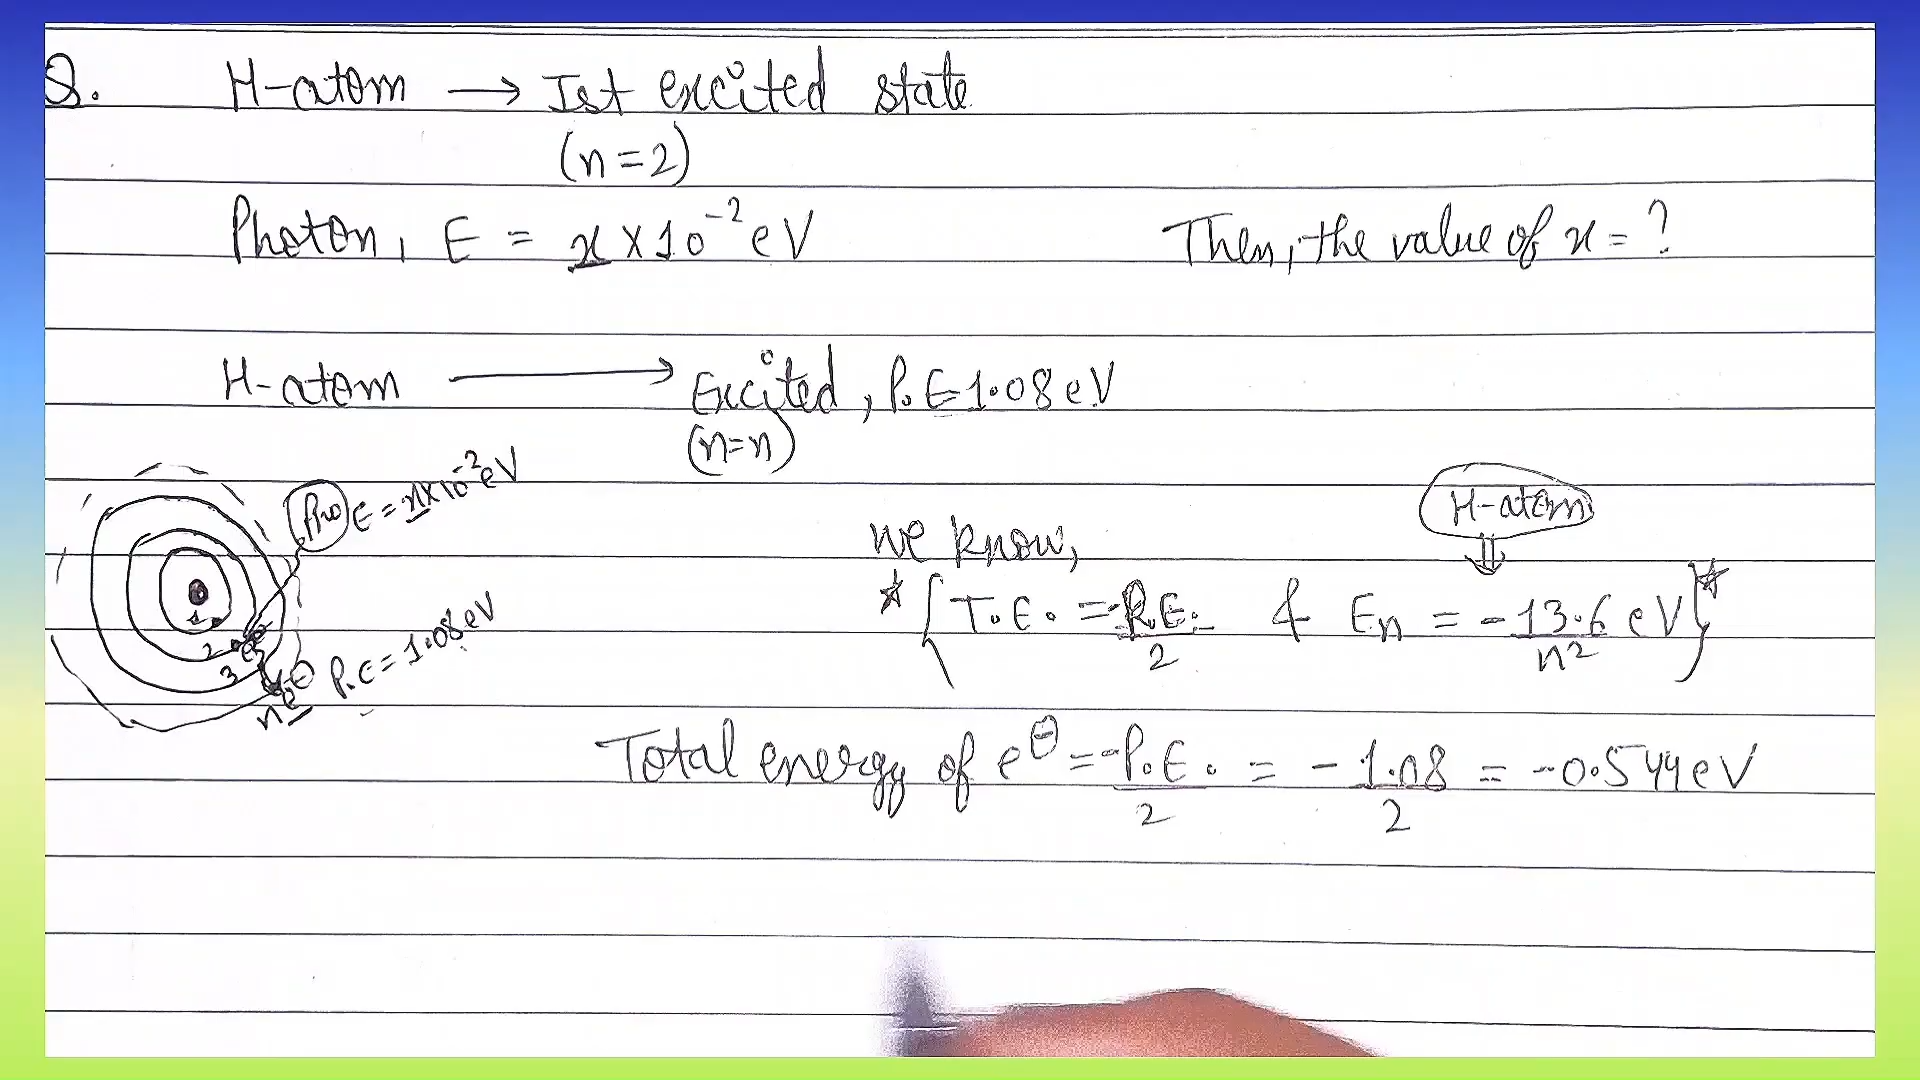 Q. H-atom → Ist excited state
(n=2)
Photon, E = x×10⁻² eV Then, the value of x = ?
H-atom ⟶ Excited, P.E 1.08 eV
(n=n)
Pho E = x×10⁻² eV
1
2 e⊖
3
n e⊖ P.E = 1.08 eV
H-atom
⇓
we know,
☆ { T.E. = -P.E./2 & En = -13.6/n² eV } ☆
Total energy of e⊖ = -P.E./2 = -1.08/2 = -0.544 eV